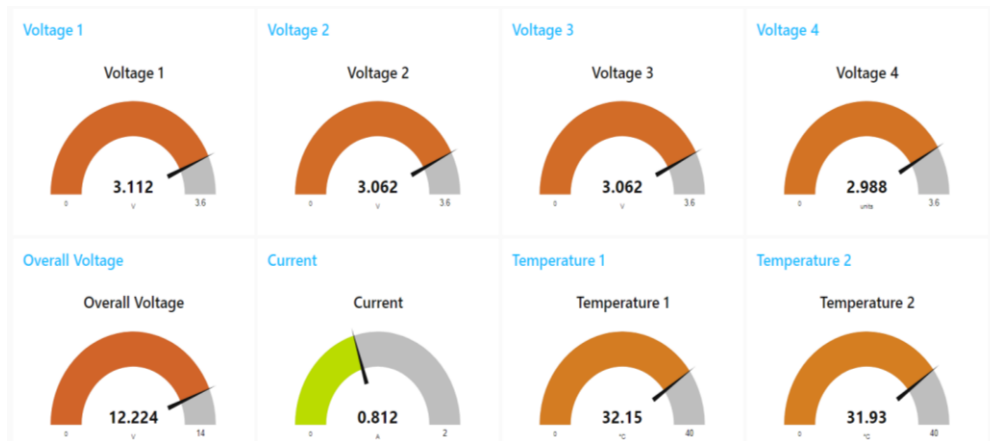 Voltage 1
Voltage 2
Voltage 3
Voltage 4
Voltage 1
Voltage 2
Voltage 3
Voltage 4
3.112
3.062
3.062
2.988
0
V
3.6
0
V
3.6
0
V
3.6
0
units
3.6
Overall Voltage
Current
Temperature 1
Temperature 2
Overall Voltage
Current
Temperature 1
Temperature 2
12.224
0.812
32.15
31.93
0
V
14
0
A
2
0
°C
40
0
°C
40